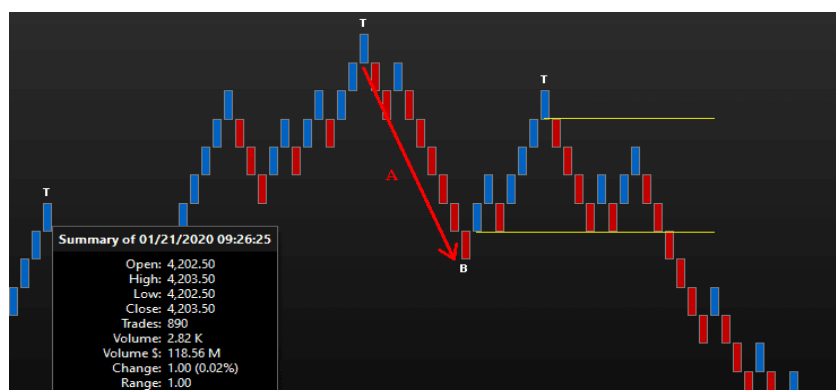 T
T
T
A
B
Summary of 01/21/2020 09:26:25
Open: 4,202.50
High: 4,203.50
Low: 4,202.50
Close: 4,203.50
Trades: 890
Volume: 2.82 K
Volume $: 118.56 M
Change: 1.00 (0.02%)
Range: 1.00